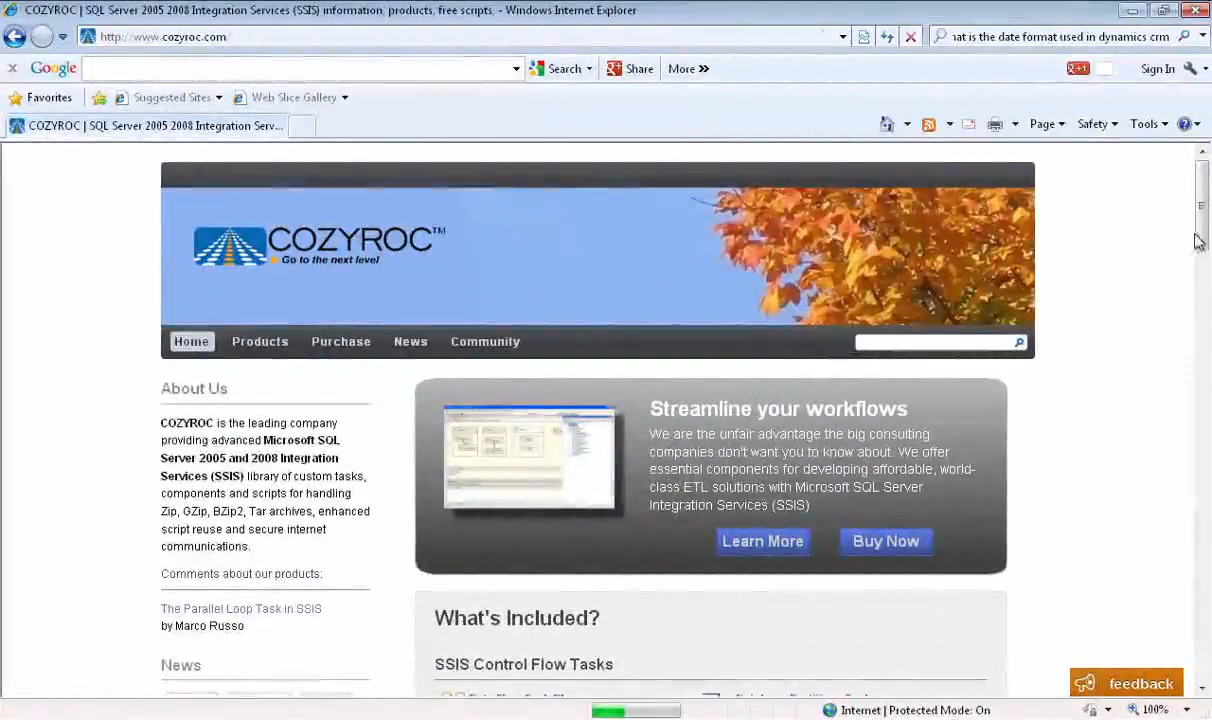 COZYROC | SQL Server 2005 2008 Integration Services (SSIS) information, products, free scripts. - Windows Internet Explorer
http://www.cozyroc.com/
nat is the date format used in dynamics crm
x Google Search Share More » g+1 Sign In
Favorites Suggested Sites Web Slice Gallery
COZYROC | SQL Server 2005 2008 Integration Serv...
Page Safety Tools
COZYROC™
Go to the next level
Home Products Purchase News Community
About Us
COZYROC is the leading company
providing advanced Microsoft SQL
Server 2005 and 2008 Integration
Services (SSIS) library of custom tasks,
components and scripts for handling
Zip, GZip, BZip2, Tar archives, enhanced
script reuse and secure internet
communications.
Comments about our products:
The Parallel Loop Task in SSIS
by Marco Russo
News
Streamline your workflows
We are the unfair advantage the big consulting
companies don't want you to know about. We offer
essential components for developing affordable, world-
class ETL solutions with Microsoft SQL Server
Integration Services (SSIS)
Learn More Buy Now
What's Included?
SSIS Control Flow Tasks
feedback
Internet | Protected Mode: On
100%